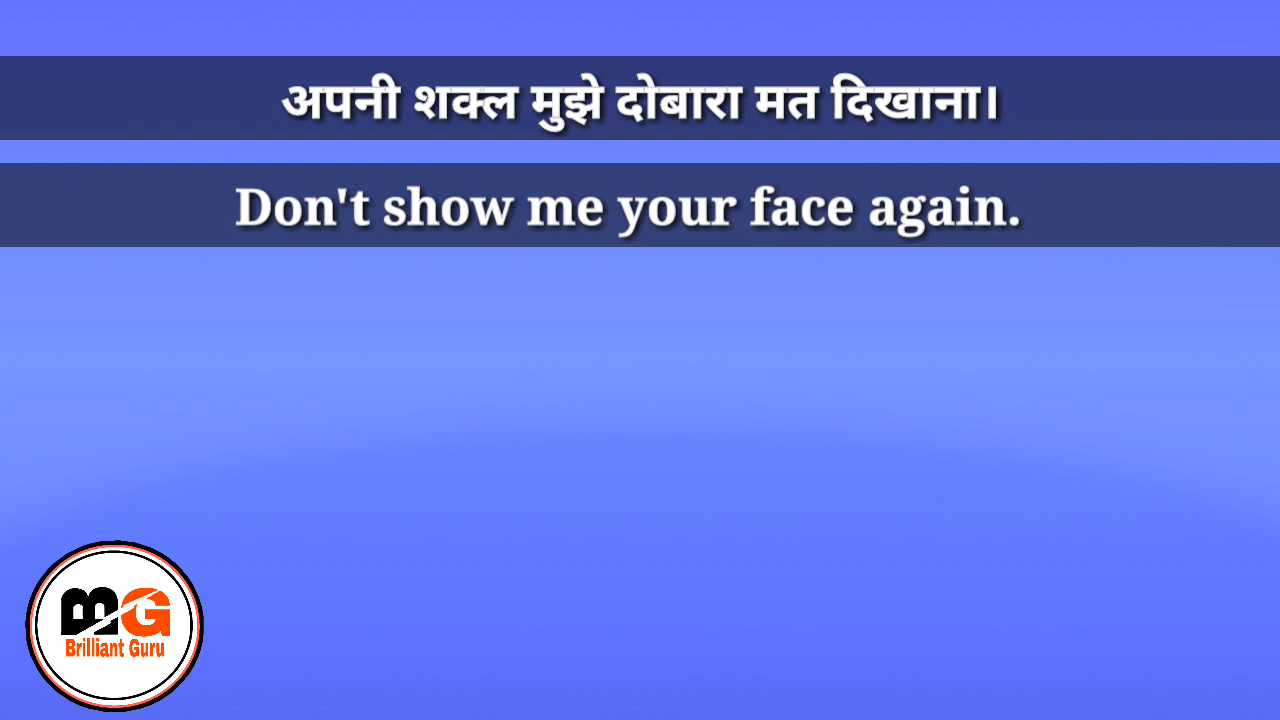 अपनी शक्ल मुझे दोबारा मत दिखाना।
Don't show me your face again.
BG
Brilliant Guru